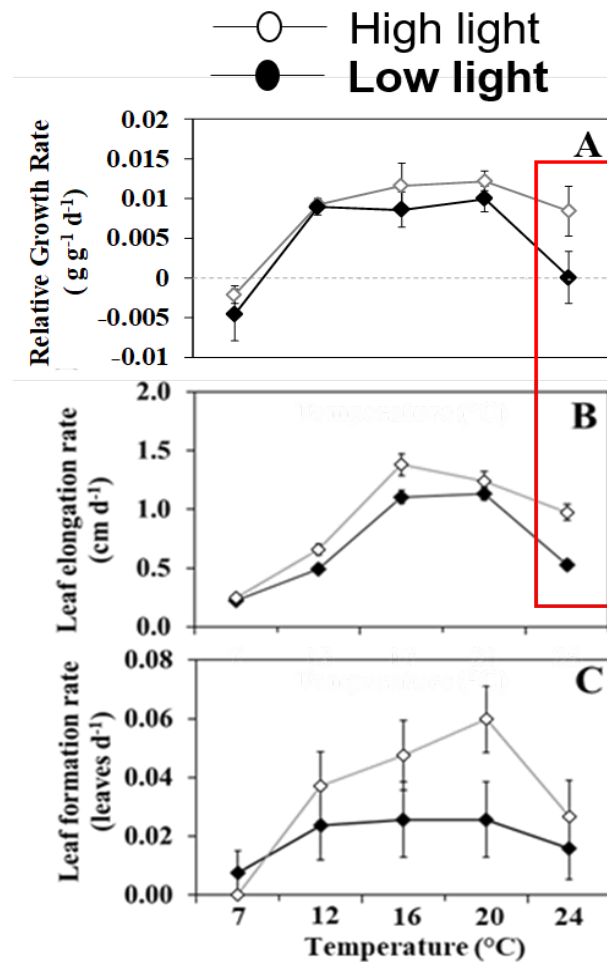 High light
Low light
A
Relative Growth Rate
( g g⁻¹ d⁻¹ )
0.02
0.015
0.010
0.005
0
-0.005
-0.01
B
Leaf elongation rate
(cm d⁻¹)
2.0
1.5
1.0
0.5
0.0
C
Leaf formation rate
(leaves d⁻¹)
0.08
0.06
0.04
0.02
0.00
7 12 16 20 24
Temperature (°C)